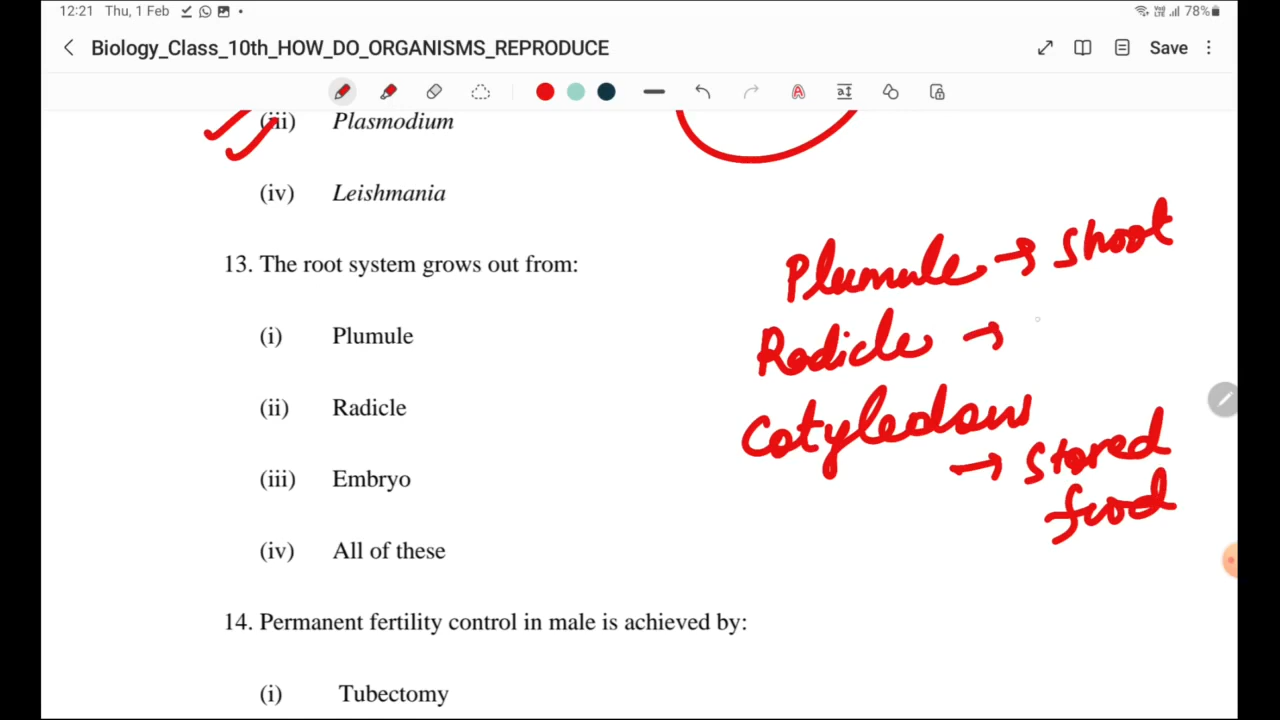 12:21 Thu, 1 Feb
78%
Biology_Class_10th_HOW_DO_ORGANISMS_REPRODUCE
Save
(iii) Plasmodium
(iv) Leishmania
13. The root system grows out from:
(i) Plumule
(ii) Radicle
(iii) Embryo
(iv) All of these
14. Permanent fertility control in male is achieved by:
(i) Tubectomy
Plumule → Shoot
Radicle →
Cotyledons
→ Stored
food